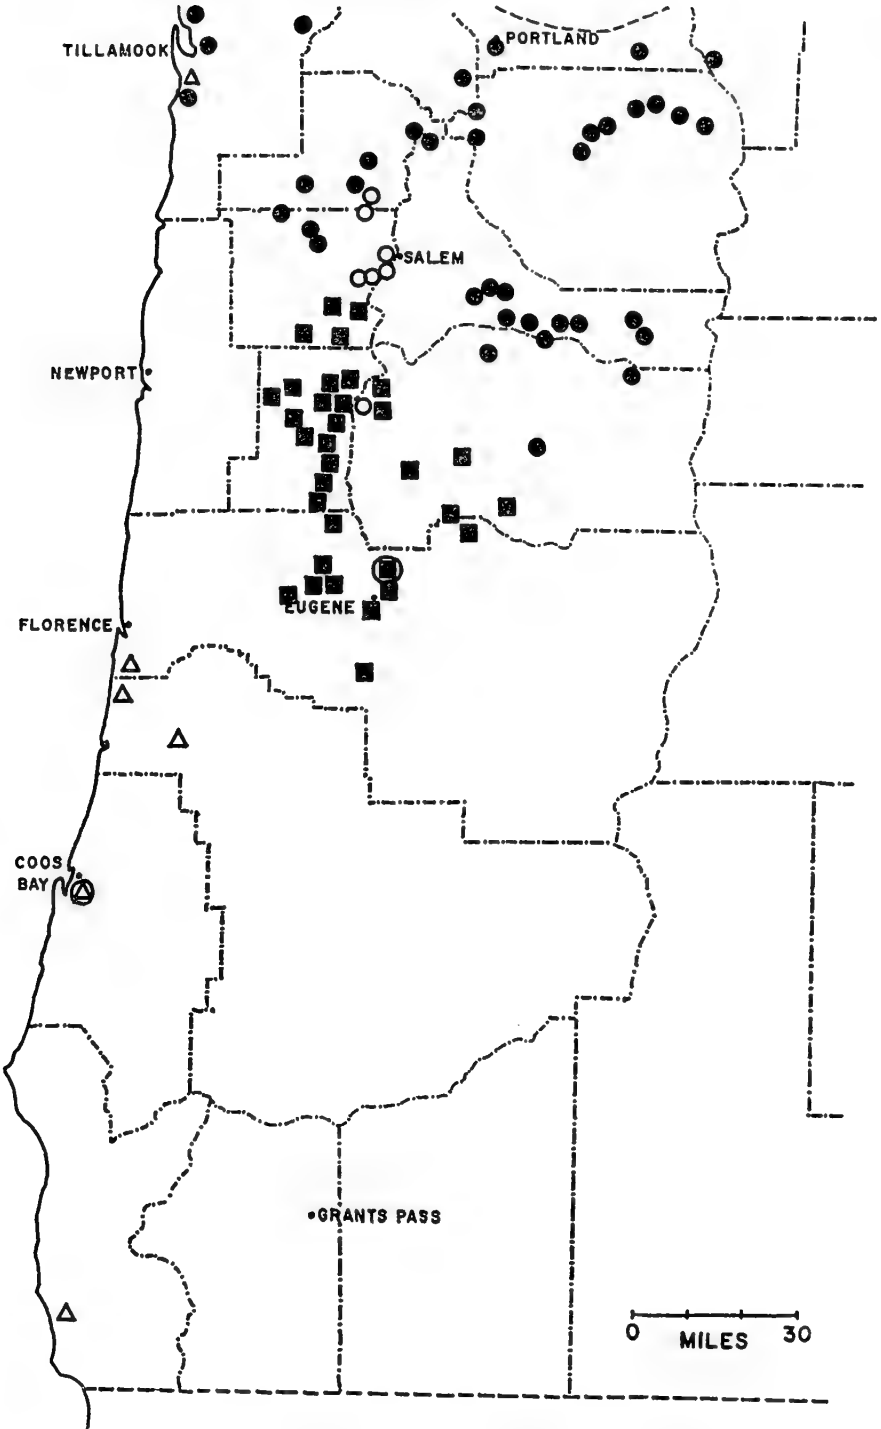 PORTLAND
TILLAMOOK
SALEM
NEWPORT
EUGENE
FLORENCE
COOS
BAY
GRANTS PASS
0 30
MILES